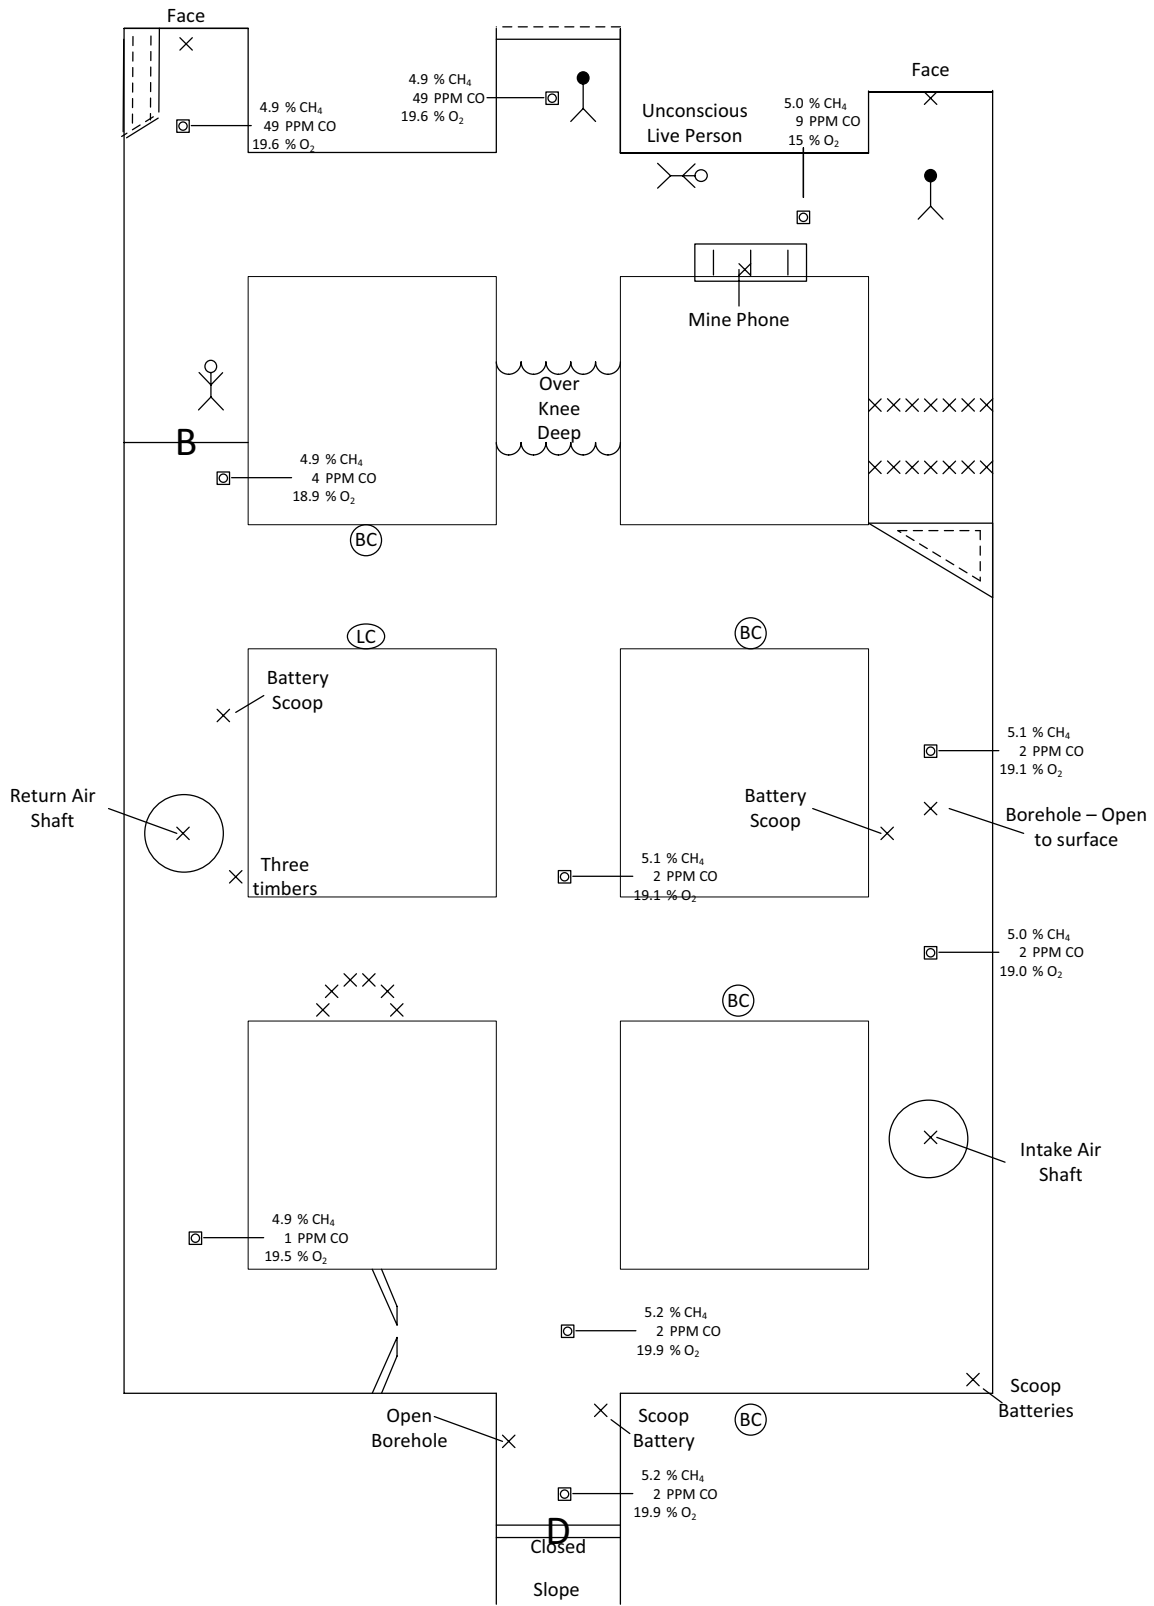 Face
4.9 % CH₄
49 PPM CO
19.6 % O₂
4.9 % CH₄
49 PPM CO
19.6 % O₂
Unconscious
Live Person
5.0 % CH₄
9 PPM CO
15 % O₂
Face
Mine Phone
Over
Knee
Deep
B
4.9 % CH₄
4 PPM CO
18.9 % O₂
BC
LC
BC
Battery
Scoop
5.1 % CH₄
2 PPM CO
19.1 % O₂
Return Air
Shaft
Battery
Scoop
Borehole – Open
to surface
Three
timbers
5.1 % CH₄
2 PPM CO
19.1 % O₂
5.0 % CH₄
2 PPM CO
19.0 % O₂
BC
Intake Air
Shaft
4.9 % CH₄
1 PPM CO
19.5 % O₂
5.2 % CH₄
2 PPM CO
19.9 % O₂
Scoop
Batteries
Open
Borehole
Scoop
Battery
BC
5.2 % CH₄
2 PPM CO
19.9 % O₂
D
Closed
Slope